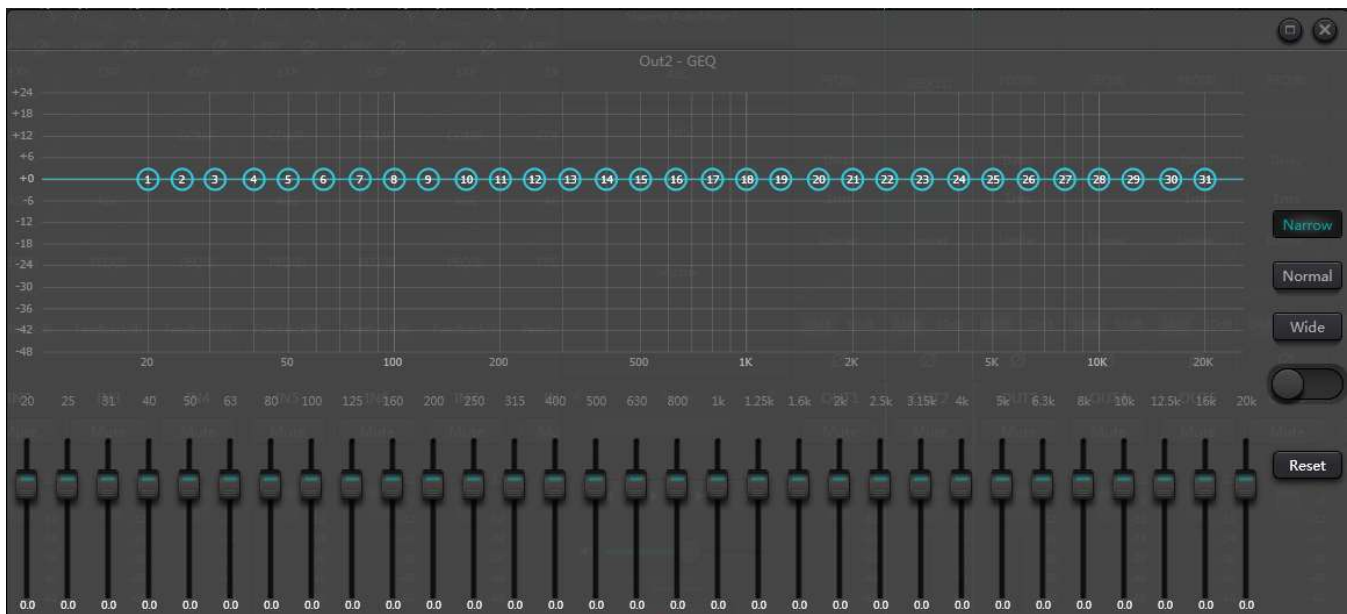 Out2 - GEQ
+24
+18
+12
+6
+0
-6
-12
-18
-24
-30
-36
-42
-48
1 2 3 4 5 6 7 8 9 10 11 12 13 14 15 16 17 18 19 20 21 22 23 24 25 26 27 28 29 30 31
20 50 100 200 500 1K 2K 5K 10K 20K
Narrow
Normal
Wide
20 25 31 40 50 63 80 100 125 160 200 250 315 400 500 630 800 1k 1.25k 1.6k 2k 2.5k 3.15k 4k 5k 6.3k 8k 10k 12.5k 16k 20k
Reset
0.0 0.0 0.0 0.0 0.0 0.0 0.0 0.0 0.0 0.0 0.0 0.0 0.0 0.0 0.0 0.0 0.0 0.0 0.0 0.0 0.0 0.0 0.0 0.0 0.0 0.0 0.0 0.0 0.0 0.0 0.0